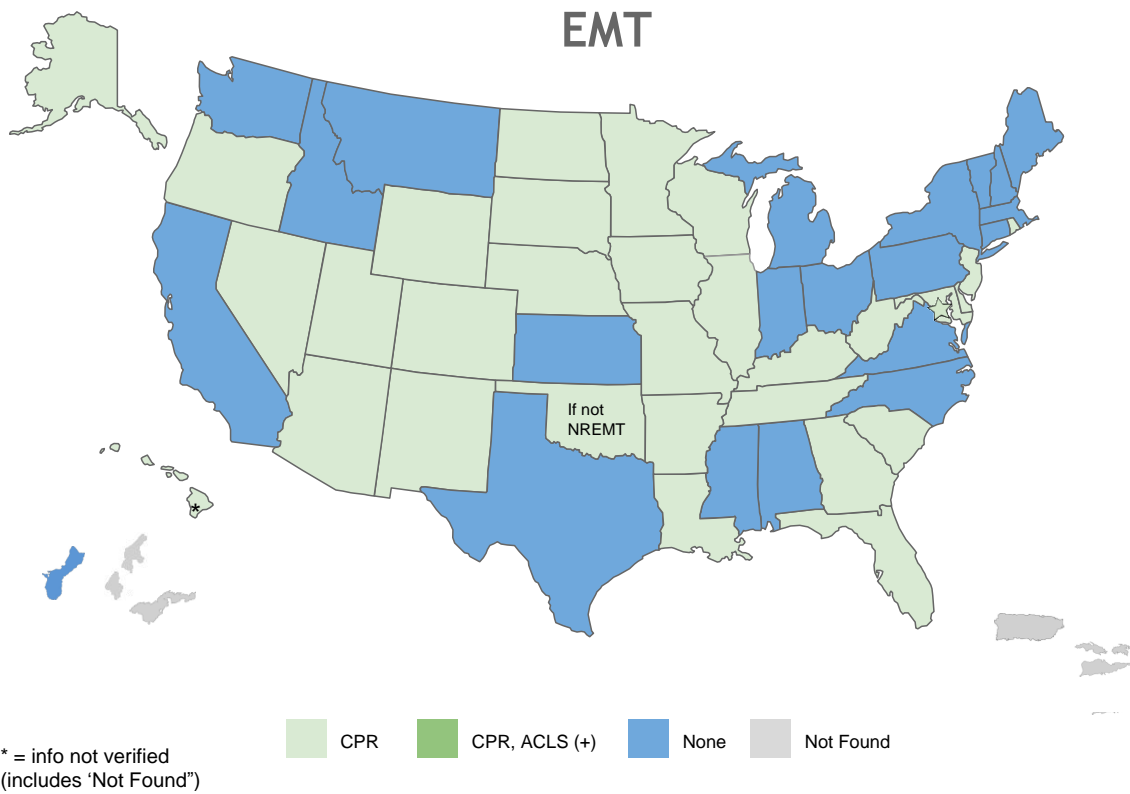 EMT
If not
NREMT
*
CPR
CPR, ACLS (+)
None
Not Found
* = info not verified
(includes ‘Not Found”)